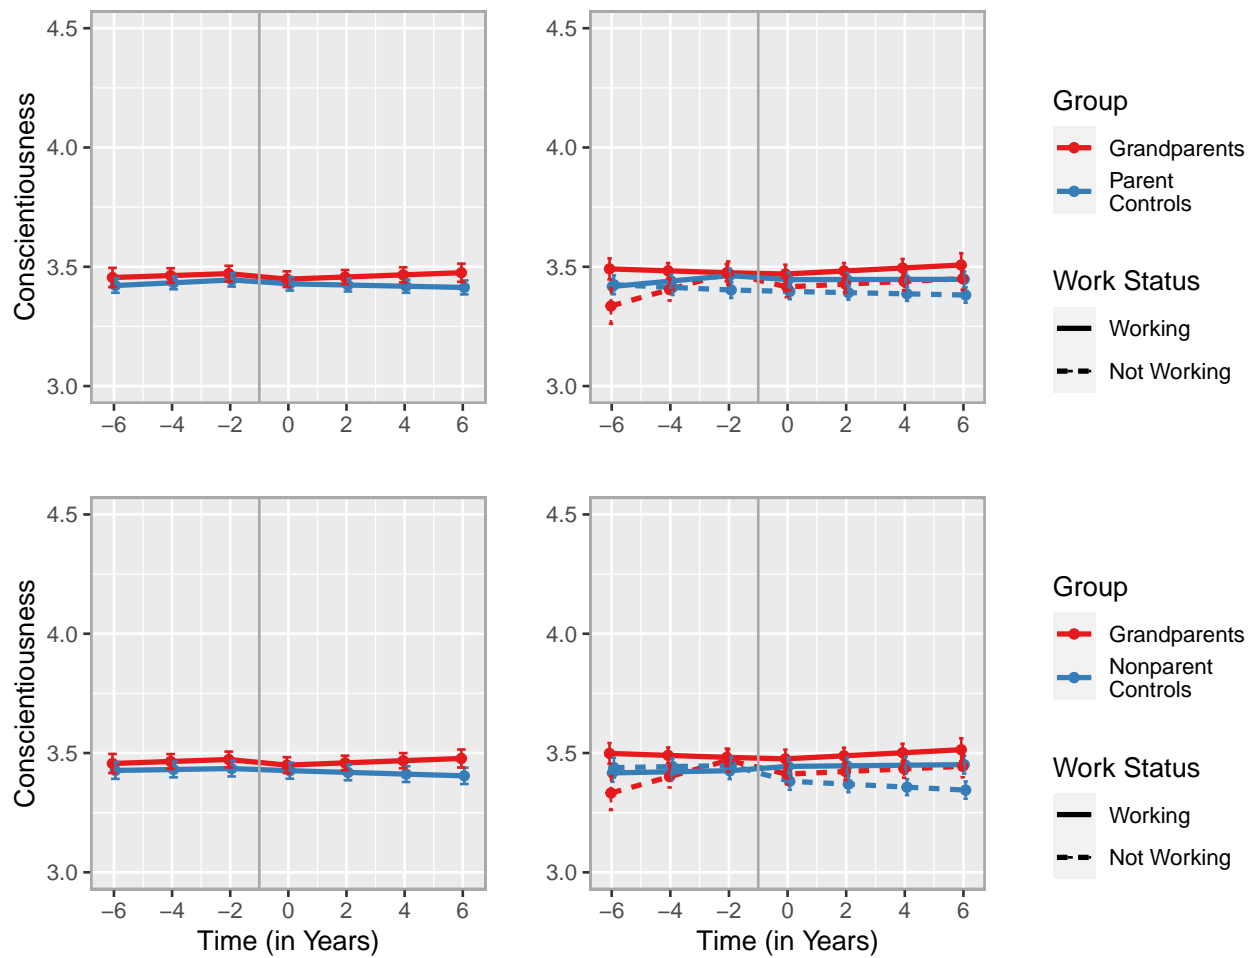 4.5
4.0
3.5
3.0
Conscientiousness
−6 −4 −2 0 2 4 6
4.5
4.0
3.5
3.0
−6 −4 −2 0 2 4 6
Group
Grandparents
Parent
Controls
Work Status
Working
Not Working
4.5
4.0
3.5
3.0
Conscientiousness
−6 −4 −2 0 2 4 6
Time (in Years)
4.5
4.0
3.5
3.0
−6 −4 −2 0 2 4 6
Time (in Years)
Group
Grandparents
Nonparent
Controls
Work Status
Working
Not Working